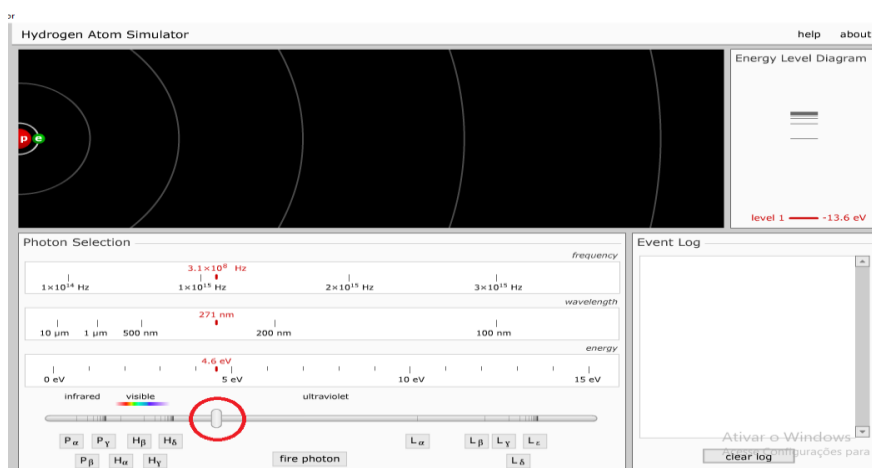 or
Hydrogen Atom Simulator help about
Energy Level Diagram
p e
level 1 -13.6 eV
Photon Selection
frequency
3.1×10⁸ Hz
1×10¹⁴ Hz 1×10¹⁵ Hz 2×10¹⁵ Hz 3×10¹⁵ Hz
wavelength
271 nm
10 μm 1 μm 500 nm 200 nm 100 nm
energy
4.6 eV
0 eV 5 eV 10 eV 15 eV
infrared visible ultraviolet
Pα Pγ Hβ Hδ Lα Lβ Lγ Lε
Pβ Hα Hγ fire photon Lδ
Event Log
Ativar o Windows
Configurações para
clear log